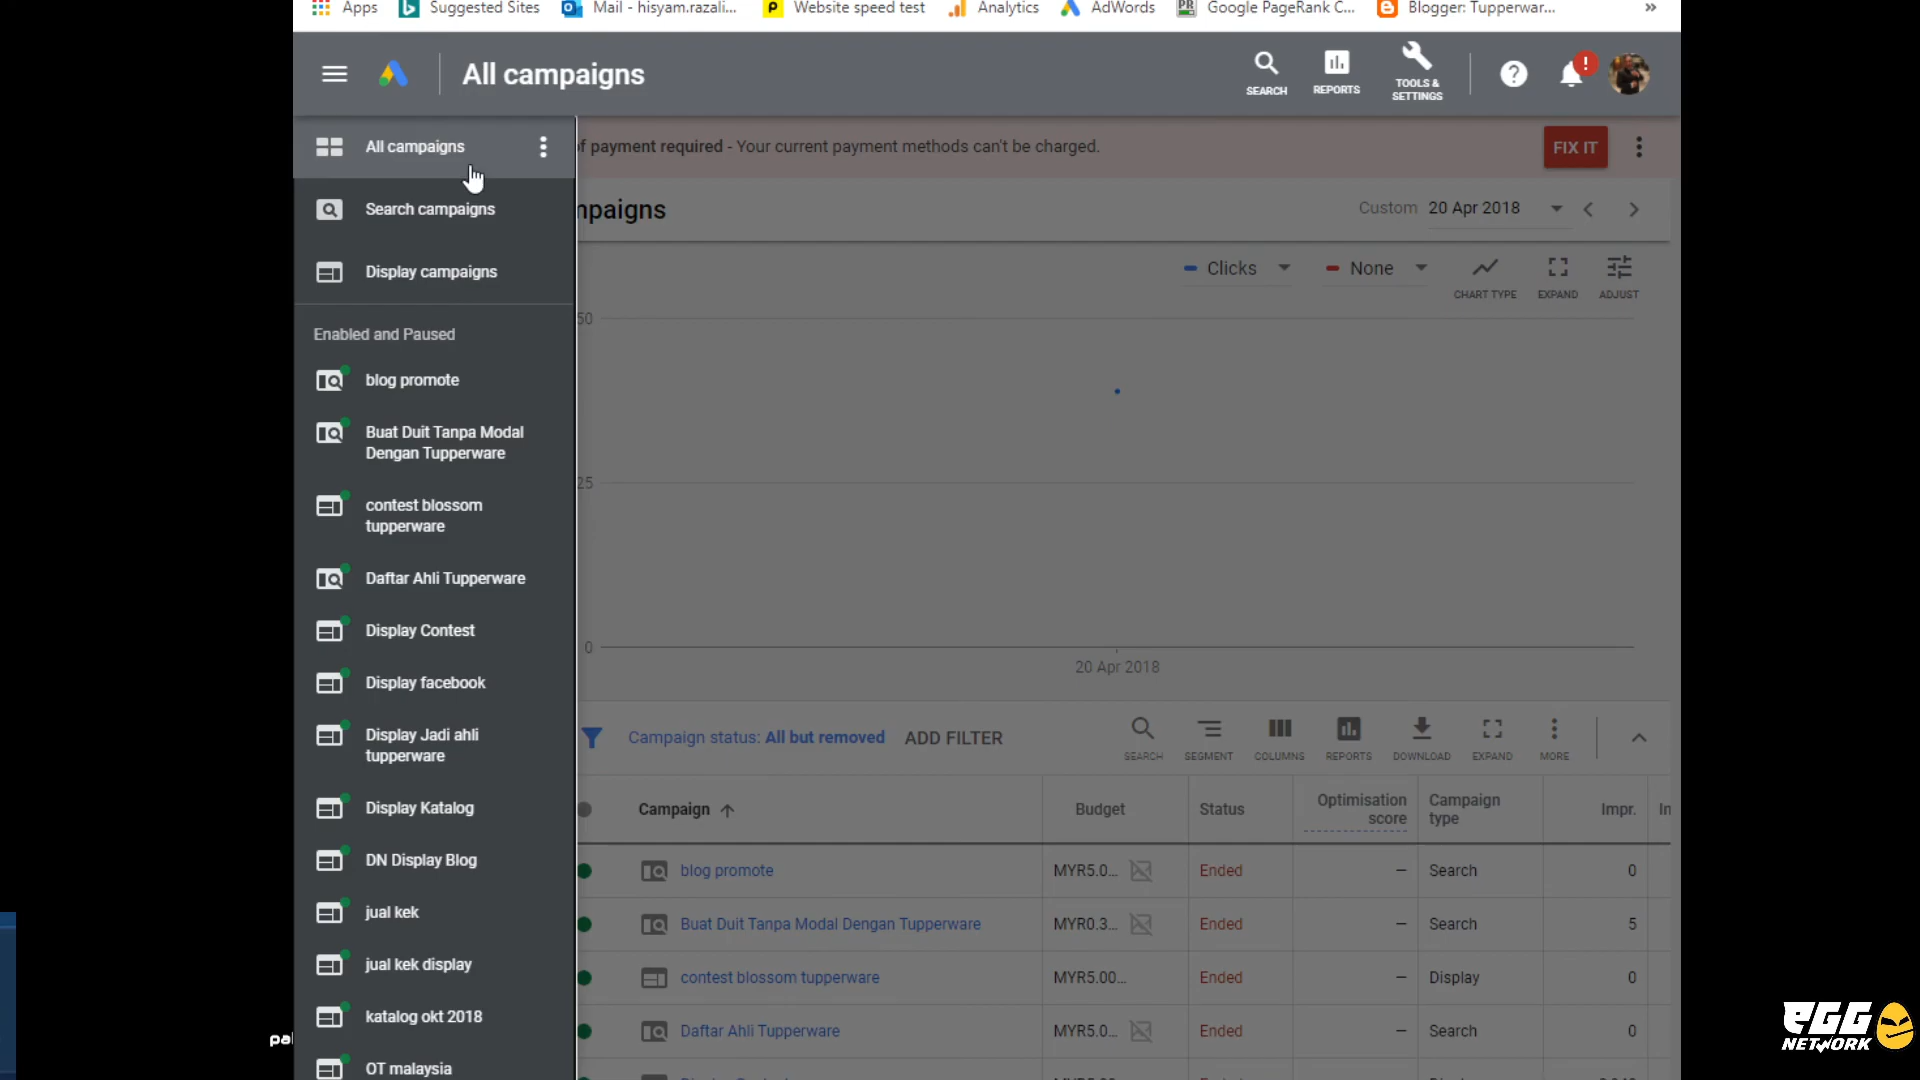 Apps Suggested Sites Mail - hisyam.razali... Website speed test Analytics AdWords PR Google PageRank C... Blogger: Tupperwar... »
All campaigns
SEARCH
REPORTS
TOOLS &
SETTINGS
All campaigns
Search campaigns
Display campaigns
Enabled and Paused
blog promote
Buat Duit Tanpa Modal
Dengan Tupperware
contest blossom
tupperware
Daftar Ahli Tupperware
Display Contest
Display facebook
Display Jadi ahli
tupperware
Display Katalog
DN Display Blog
jual kek
jual kek display
katalog okt 2018
OT malaysia
of payment required - Your current payment methods can't be charged.
FIX IT
mpaigns
Custom 20 Apr 2018
Clicks
None
CHART TYPE
EXPAND
ADJUST
50
25
0
20 Apr 2018
Campaign status: All but removed
ADD FILTER
SEARCH
SEGMENT
COLUMNS
REPORTS
DOWNLOAD
EXPAND
MORE
Campaign Budget Status Optimisation score Campaign type Impr. In
blog promote MYR5.0... Ended — Search 0
Buat Duit Tanpa Modal Dengan Tupperware MYR0.3... Ended — Search 5
contest blossom tupperware MYR5.00... Ended — Display 0
Daftar Ahli Tupperware MYR5.0... Ended — Search 0
pal
EGG
NETWORK